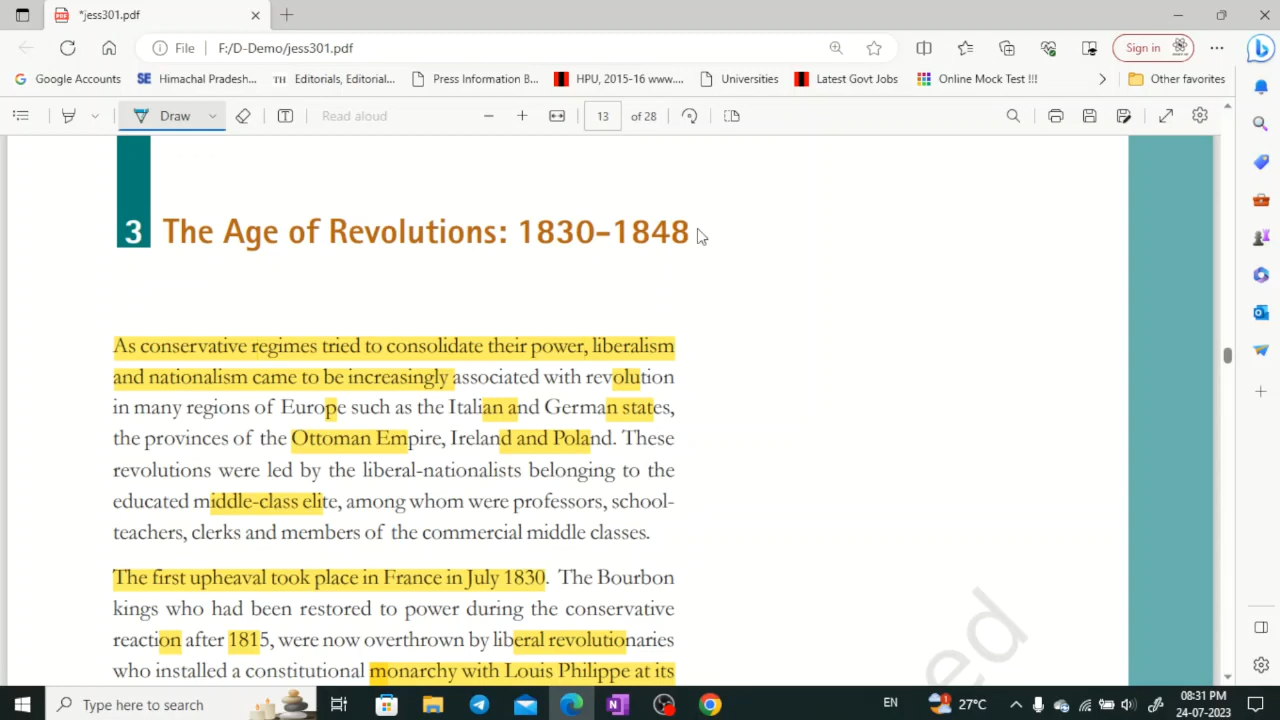 *jess301.pdf
File F:/D-Demo/jess301.pdf Sign in
Google Accounts SE Himachal Pradesh... TH Editorials, Editorial... Press Information B... HPU, 2015-16 www.... Universities Latest Govt Jobs Online Mock Test !!! Other favorites
Draw Read aloud 13 of 28
3 The Age of Revolutions: 1830–1848
As conservative regimes tried to consolidate their power, liberalism
and nationalism came to be increasingly associated with revolution
in many regions of Europe such as the Italian and German states,
the provinces of the Ottoman Empire, Ireland and Poland. These
revolutions were led by the liberal-nationalists belonging to the
educated middle-class elite, among whom were professors, school-
teachers, clerks and members of the commercial middle classes.
The first upheaval took place in France in July 1830. The Bourbon
kings who had been restored to power during the conservative
reaction after 1815, were now overthrown by liberal revolutionaries
who installed a constitutional monarchy with Louis Philippe at its
ed
Type here to search EN 27°C 08:31 PM
24-07-2023